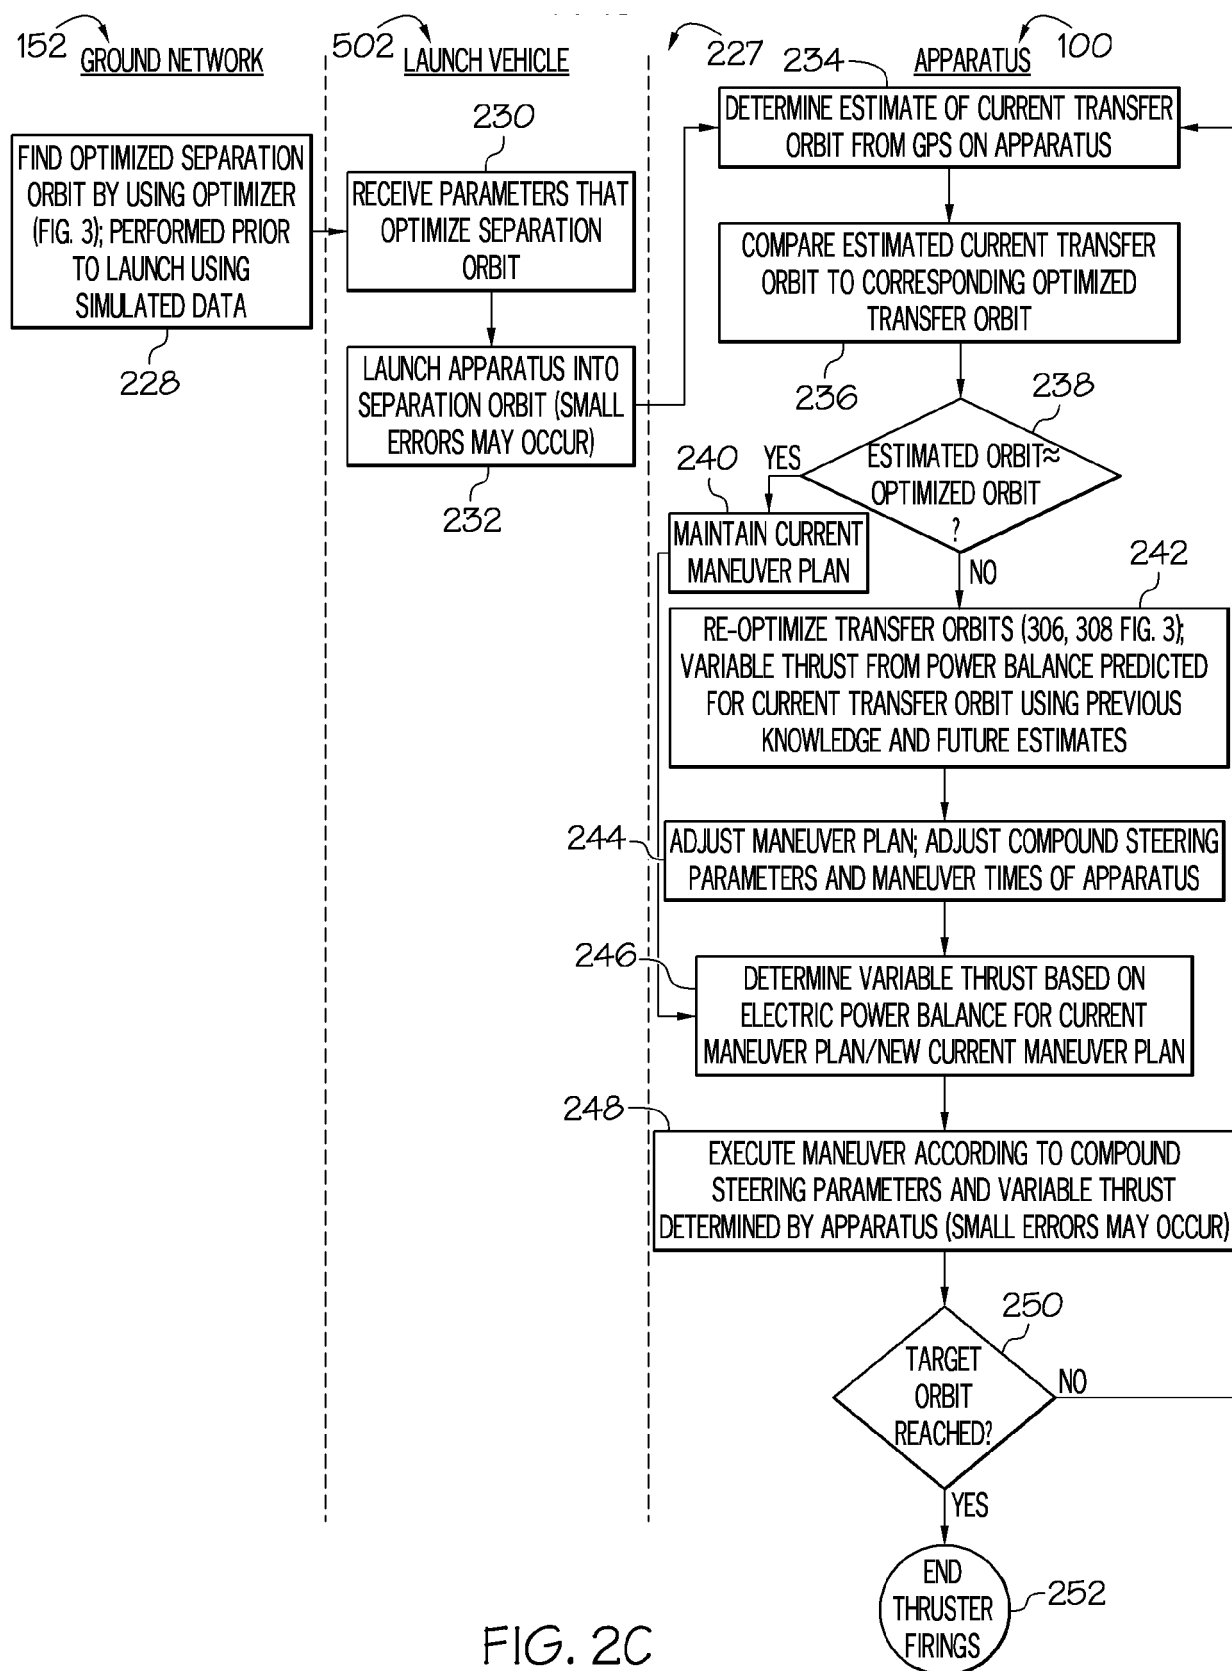 152
GROUND NETWORK
502
LAUNCH VEHICLE
227
APPARATUS
100
FIND OPTIMIZED SEPARATION
ORBIT BY USING OPTIMIZER
(FIG. 3); PERFORMED PRIOR
TO LAUNCH USING
SIMULATED DATA
228
230
RECEIVE PARAMETERS THAT
OPTIMIZE SEPARATION
ORBIT
LAUNCH APPARATUS INTO
SEPARATION ORBIT (SMALL
ERRORS MAY OCCUR)
232
234
DETERMINE ESTIMATE OF CURRENT TRANSFER
ORBIT FROM GPS ON APPARATUS
COMPARE ESTIMATED CURRENT TRANSFER
ORBIT TO CORRESPONDING OPTIMIZED
TRANSFER ORBIT
236
238
ESTIMATED ORBIT≈
OPTIMIZED ORBIT
?
YES
240
MAINTAIN CURRENT
MANEUVER PLAN
NO
242
RE-OPTIMIZE TRANSFER ORBITS (306, 308 FIG. 3);
VARIABLE THRUST FROM POWER BALANCE PREDICTED
FOR CURRENT TRANSFER ORBIT USING PREVIOUS
KNOWLEDGE AND FUTURE ESTIMATES
244
ADJUST MANEUVER PLAN; ADJUST COMPOUND STEERING
PARAMETERS AND MANEUVER TIMES OF APPARATUS
246
DETERMINE VARIABLE THRUST BASED ON
ELECTRIC POWER BALANCE FOR CURRENT
MANEUVER PLAN/NEW CURRENT MANEUVER PLAN
248
EXECUTE MANEUVER ACCORDING TO COMPOUND
STEERING PARAMETERS AND VARIABLE THRUST
DETERMINED BY APPARATUS (SMALL ERRORS MAY OCCUR)
250
TARGET
ORBIT
REACHED?
NO
YES
END
THRUSTER
FIRINGS
252
FIG. 2C